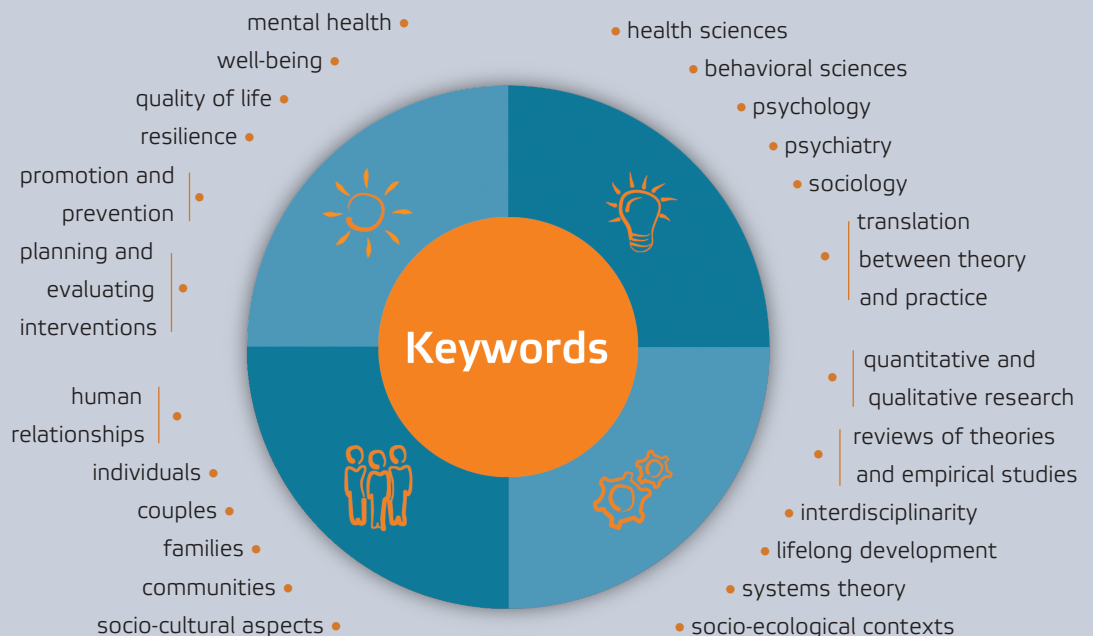 mental health
well-being
quality of life
resilience
promotion and
prevention
planning and
evaluating
interventions
human
relationships
individuals
couples
families
communities
socio-cultural aspects
Keywords
health sciences
behavioral sciences
psychology
psychiatry
sociology
translation
between theory
and practice
quantitative and
qualitative research
reviews of theories
and empirical studies
interdisciplinarity
lifelong development
systems theory
socio-ecological contexts